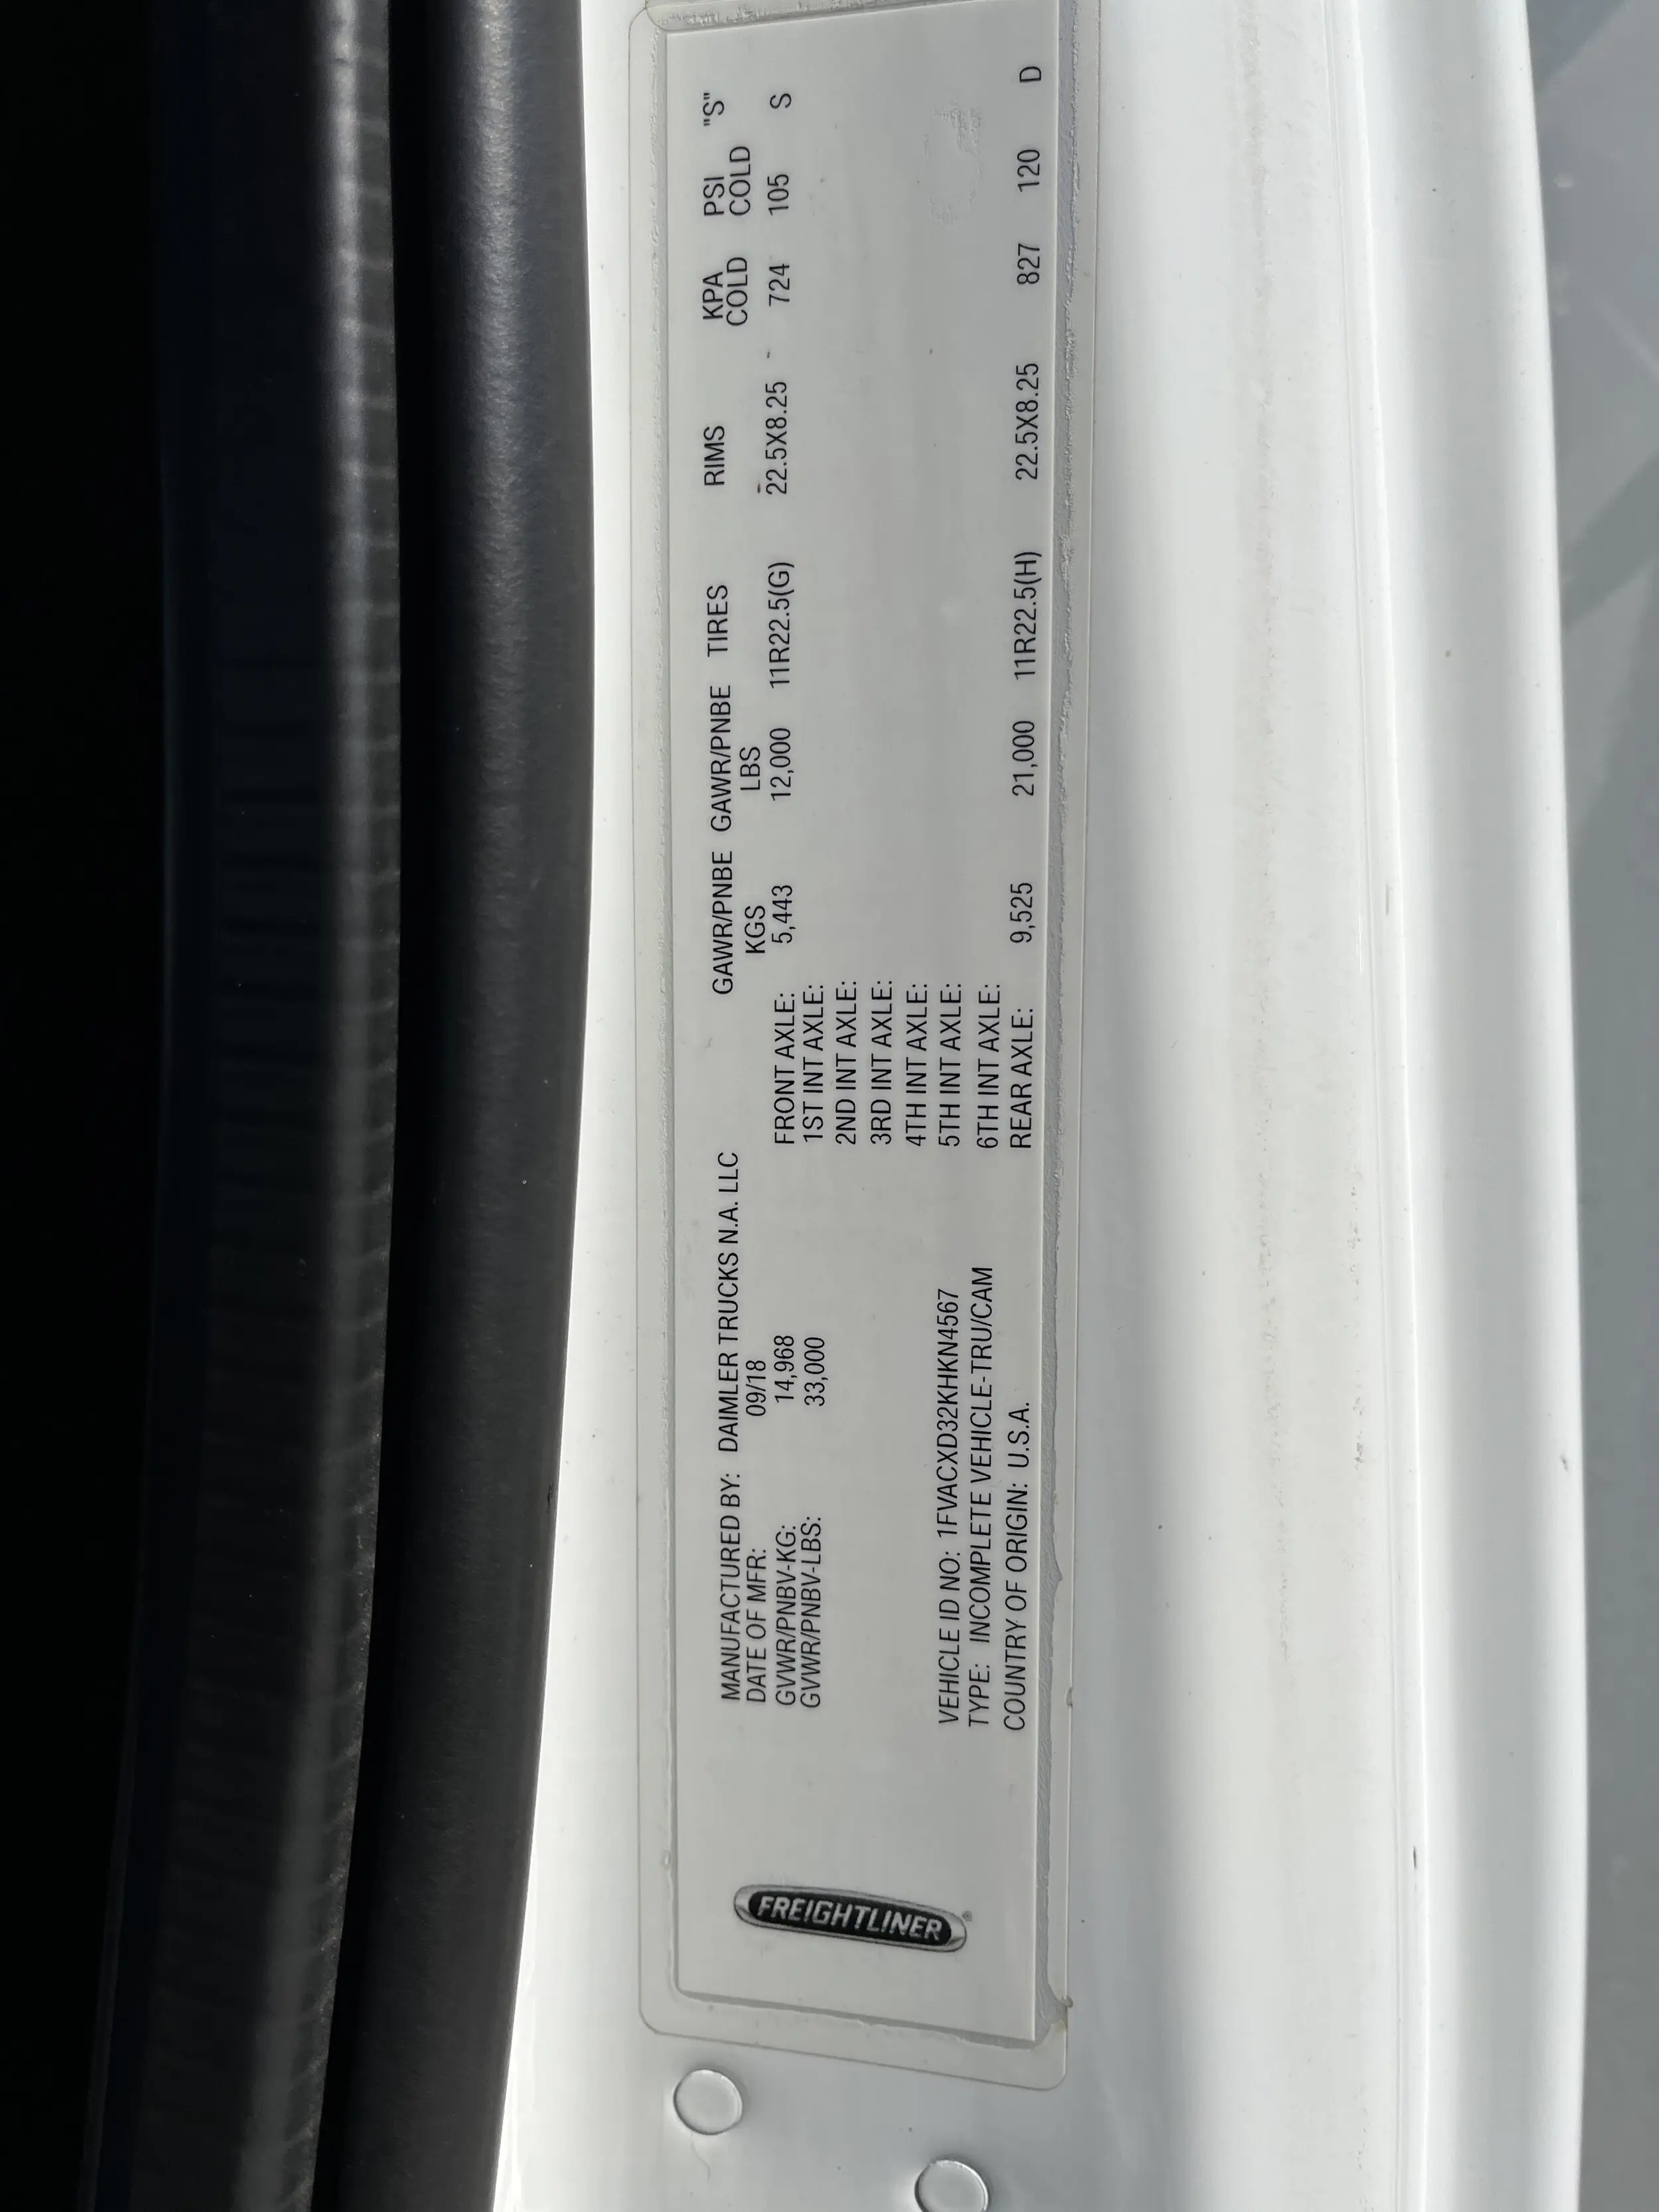 FREIGHTLINER®
MANUFACTURED BY: DAIMLER TRUCKS N.A. LLC
DATE OF MFR: 09/18
GVWR/PNBV-KG: 14,968
GVWR/PNBV-LBS: 33,000
VEHICLE ID NO: 1FVACXD32KHKN4567
TYPE: INCOMPLETE VEHICLE-TRU/CAM
COUNTRY OF ORIGIN: U.S.A.
GAWR/PNBE GAWR/PNBE TIRES RIMS KPA PSI "S"
KGS LBS COLD COLD
FRONT AXLE: 5,443 12,000 11R22.5(G) 22.5X8.25 724 105 S
1ST INT AXLE:
2ND INT AXLE:
3RD INT AXLE:
4TH INT AXLE:
5TH INT AXLE:
6TH INT AXLE:
REAR AXLE: 9,525 21,000 11R22.5(H) 22.5X8.25 827 120 D